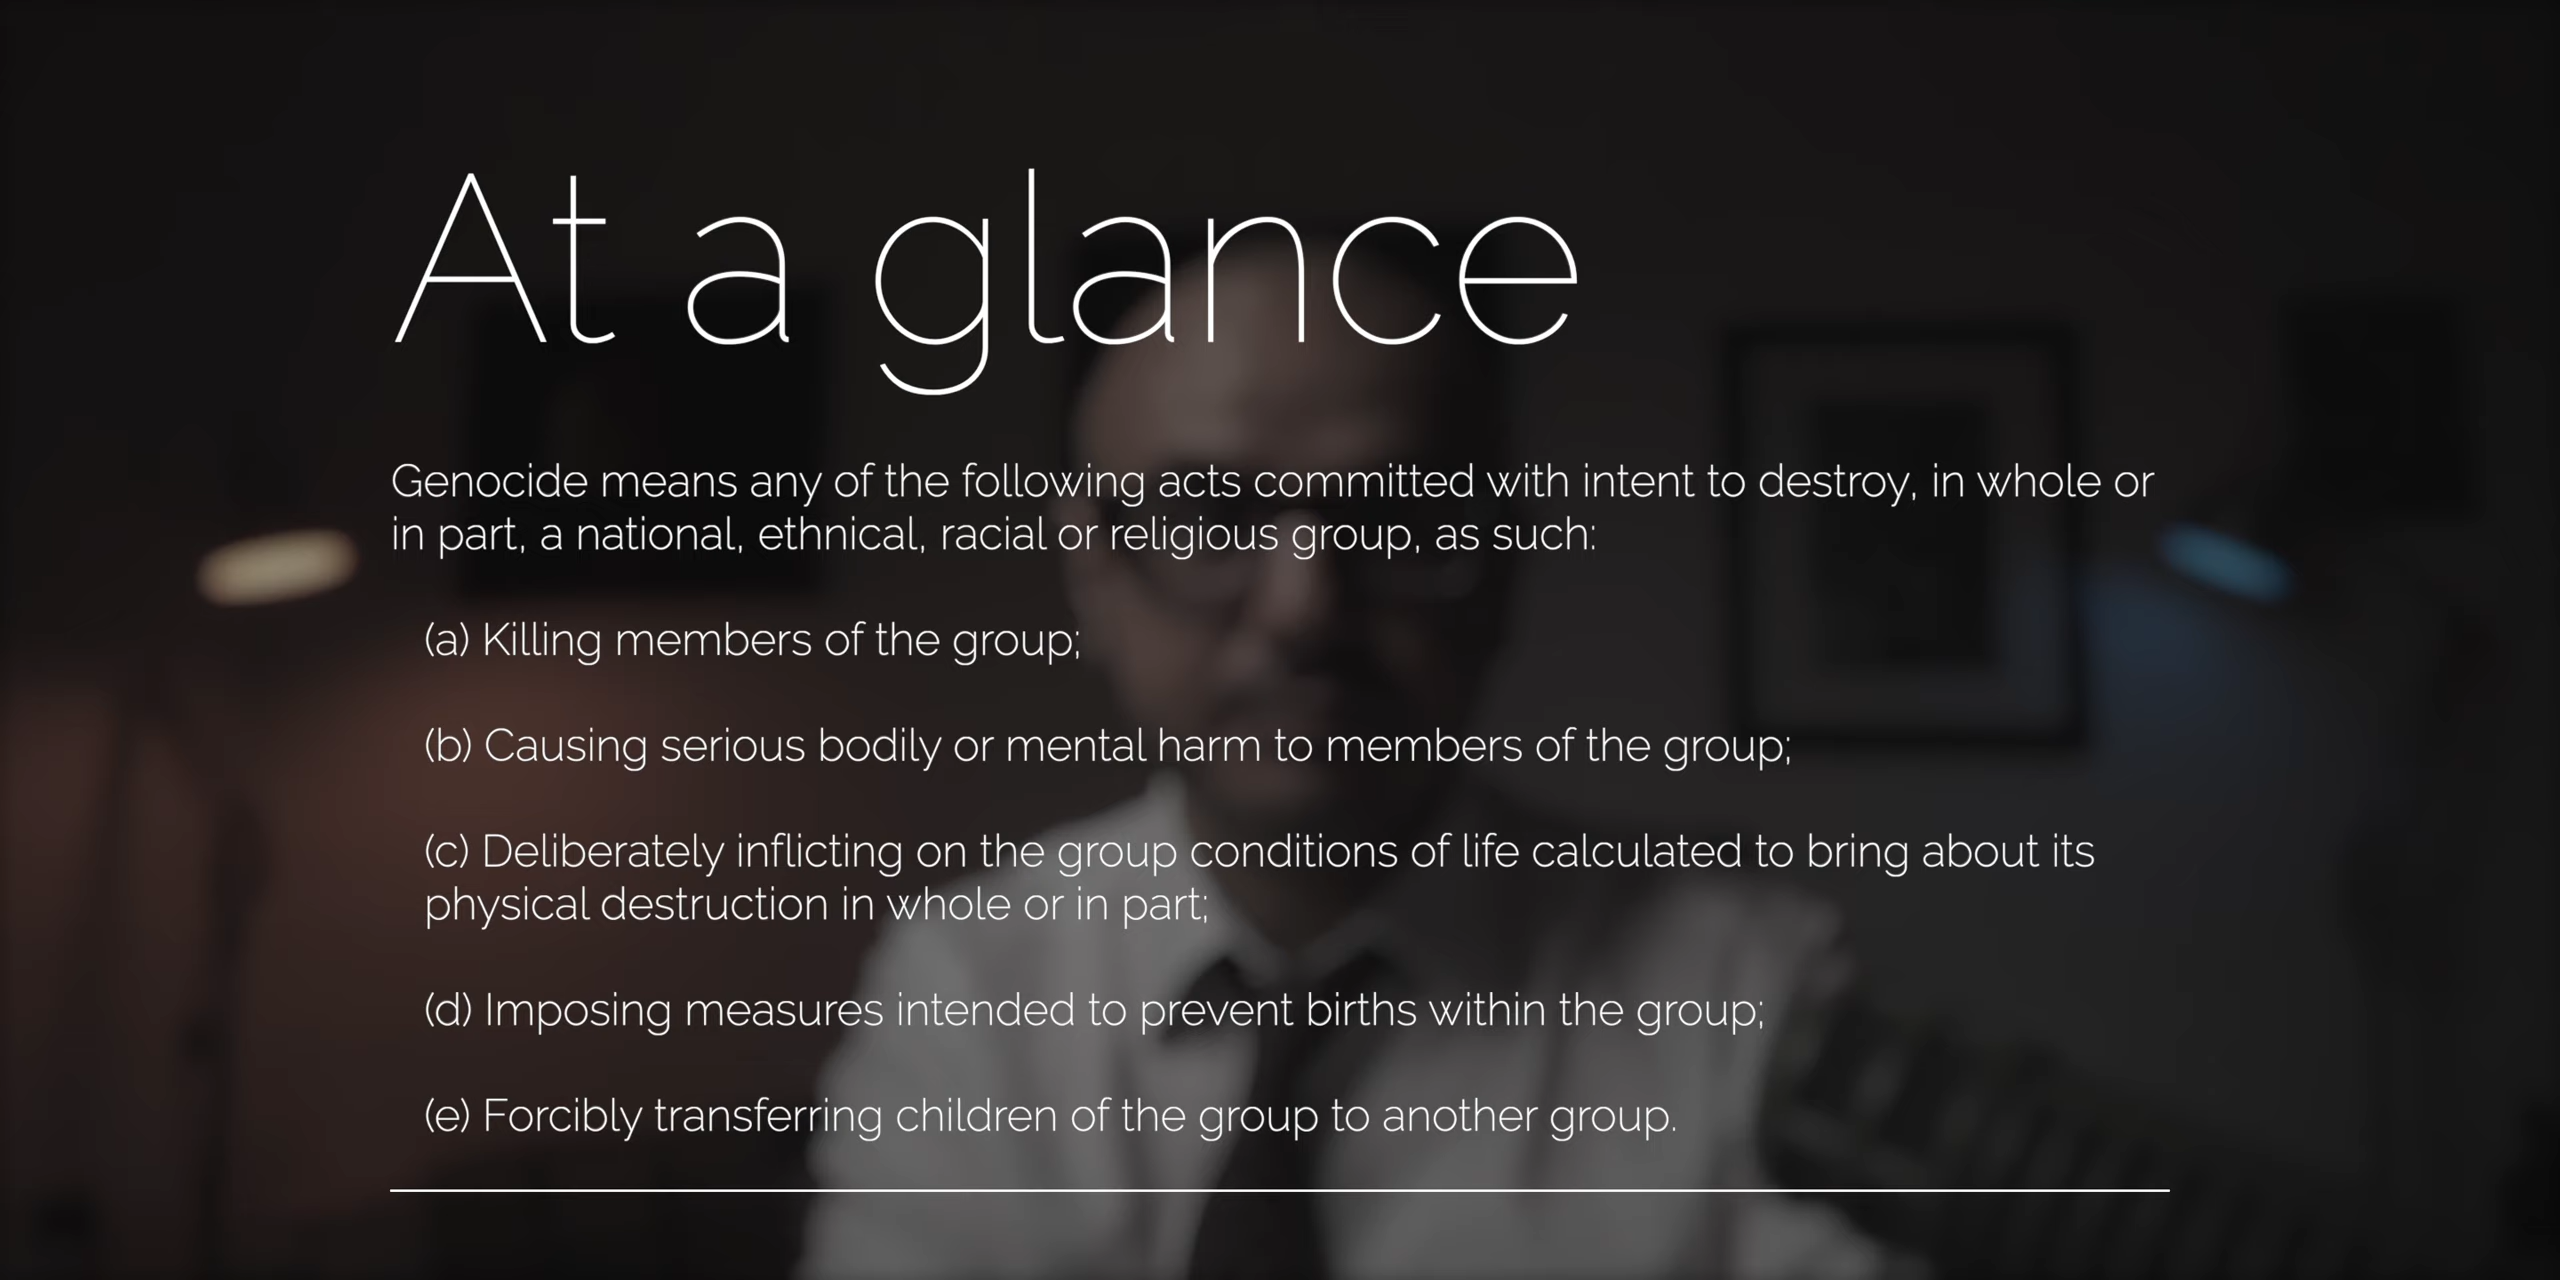 At a glance
Genocide means any of the following acts committed with intent to destroy, in whole or
in part, a national, ethnical, racial or religious group, as such:
(a) Killing members of the group;
(b) Causing serious bodily or mental harm to members of the group;
(c) Deliberately inflicting on the group conditions of life calculated to bring about its
physical destruction in whole or in part;
(d) Imposing measures intended to prevent births within the group;
(e) Forcibly transferring children of the group to another group.